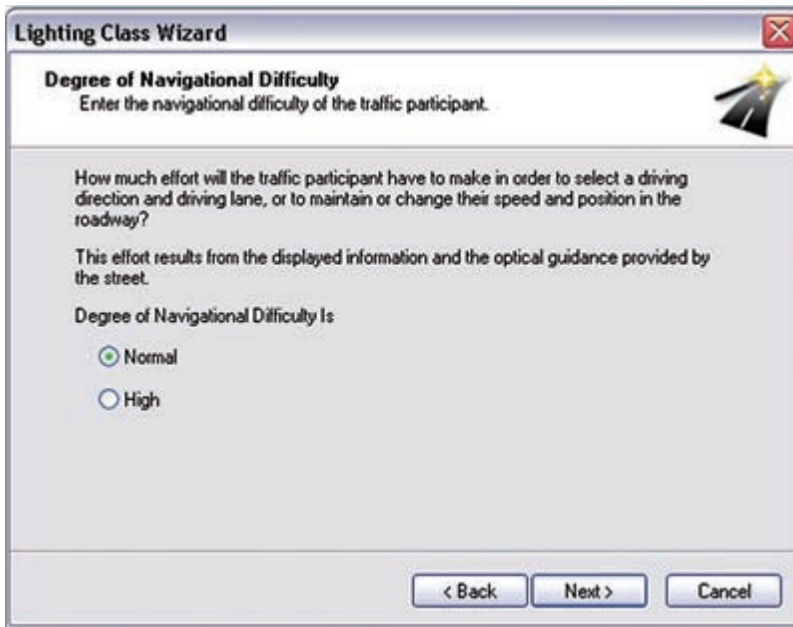 Lighting Class Wizard
Degree of Navigational Difficulty
Enter the navigational difficulty of the traffic participant.
How much effort will the traffic participant have to make in order to select a driving
direction and driving lane, or to maintain or change their speed and position in the
roadway?
This effort results from the displayed information and the optical guidance provided by
the street.
Degree of Navigational Difficulty Is
Normal
High
< Back
Next >
Cancel